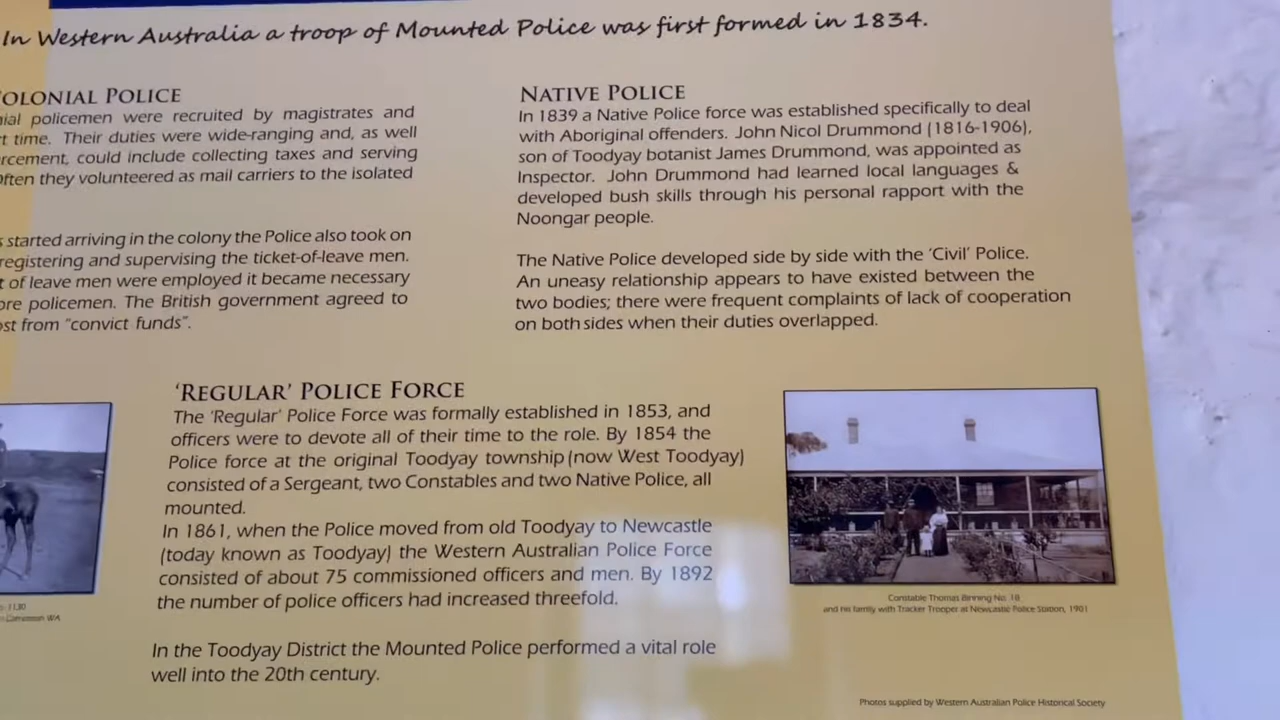 In Western Australia a troop of Mounted Police was first formed in 1834.
OLONIAL POLICE
nial policemen were recruited by magistrates and
rt time. Their duties were wide-ranging and, as well
rcement, could include collecting taxes and serving
Often they volunteered as mail carriers to the isolated
s started arriving in the colony the Police also took on
registering and supervising the ticket-of-leave men.
t of leave men were employed it became necessary
ore policemen. The British government agreed to
ost from "convict funds".
NATIVE POLICE
In 1839 a Native Police force was established specifically to deal
with Aboriginal offenders. John Nicol Drummond (1816-1906),
son of Toodyay botanist James Drummond, was appointed as
Inspector. John Drummond had learned local languages &
developed bush skills through his personal rapport with the
Noongar people.
The Native Police developed side by side with the 'Civil' Police.
An uneasy relationship appears to have existed between the
two bodies; there were frequent complaints of lack of cooperation
on both sides when their duties overlapped.
'REGULAR' POLICE FORCE
The 'Regular' Police Force was formally established in 1853, and
officers were to devote all of their time to the role. By 1854 the
Police force at the original Toodyay township (now West Toodyay)
consisted of a Sergeant, two Constables and two Native Police, all
mounted.
In 1861, when the Police moved from old Toodyay to Newcastle
(today known as Toodyay) the Western Australian Police Force
consisted of about 75 commissioned officers and men. By 1892
the number of police officers had increased threefold.
In the Toodyay District the Mounted Police performed a vital role
well into the 20th century.
1130
WA
Constable Thomas Binning No. 18
and his family with Tracker Trooper at Newcastle Police Station, 1901
Photos supplied by Western Australian Police Historical Society